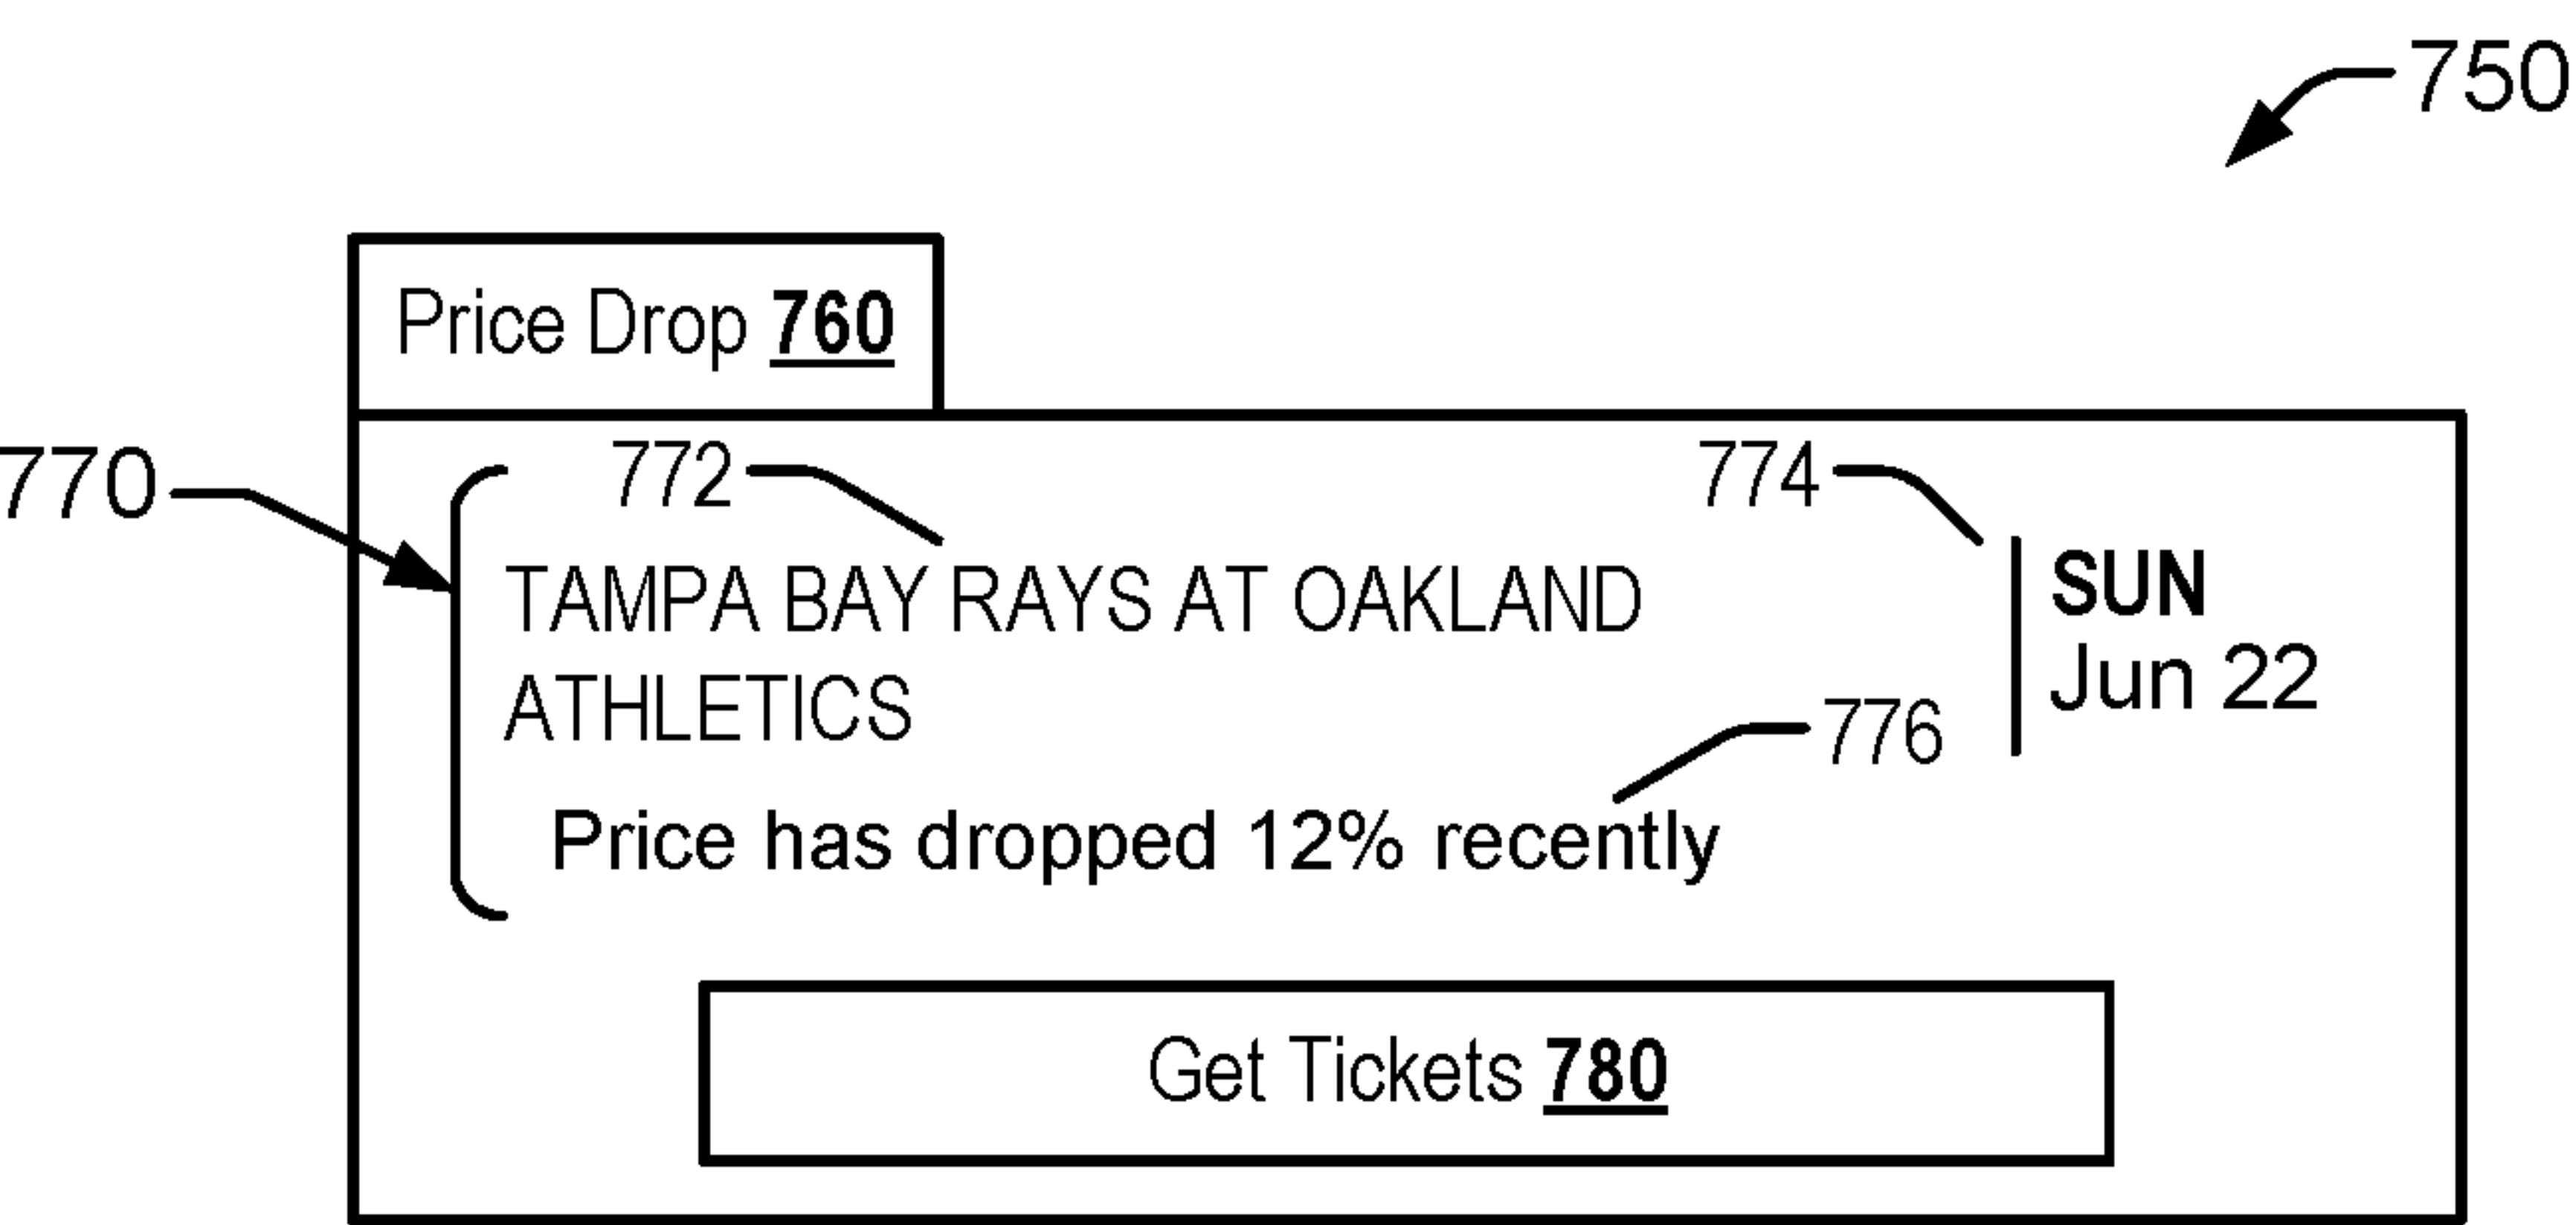 750
Price Drop 760
770
772
774
TAMPA BAY RAYS AT OAKLAND
ATHLETICS
SUN
Jun 22
776
Price has dropped 12% recently
Get Tickets 780